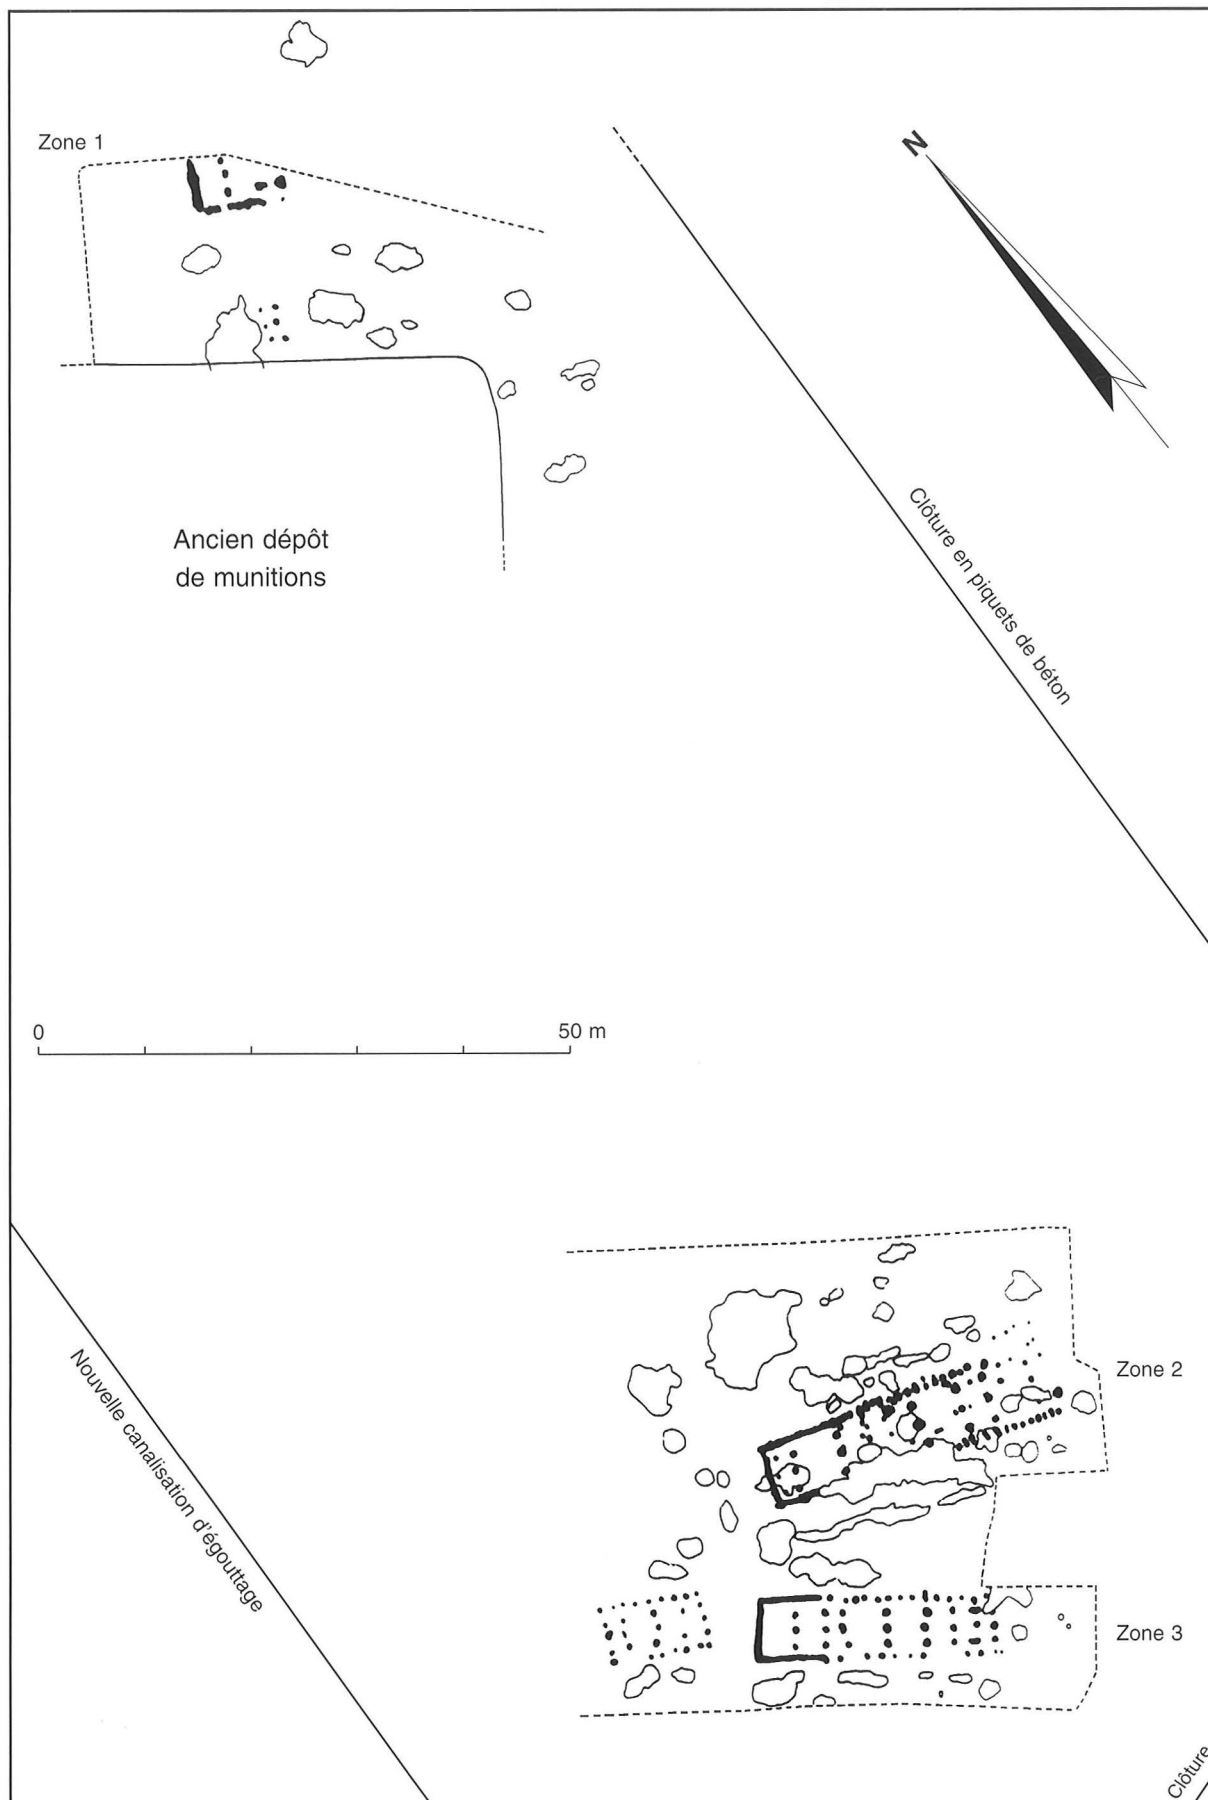 Zone 1
N
Ancien dépôt
de munitions
Clôture en piquets de béton
0
50 m
Zone 2
Nouvelle canalisation d'égouttage
Zone 3
Clôture